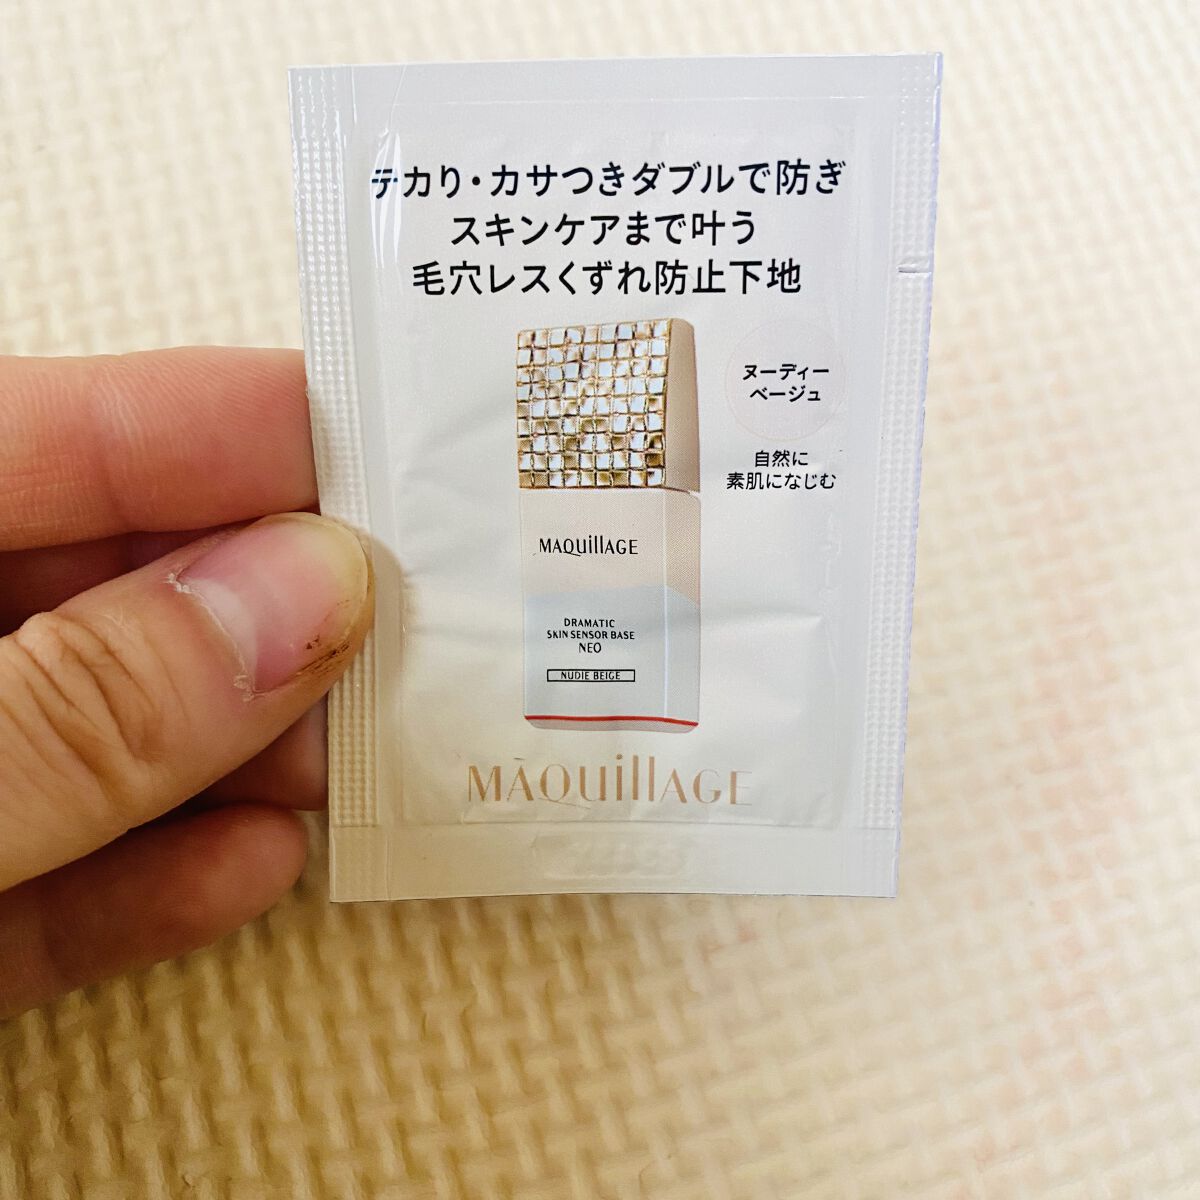 テカり・カサつきダブルで防ぎ
スキンケアまで叶う
毛穴レスくずれ防止下地
ヌーディー
ベージュ
自然に
素肌になじむ
MAQuillAGE
DRAMATIC
SKIN SENSOR BASE
NEO
NUDIE BEIGE
MAQuillAGE